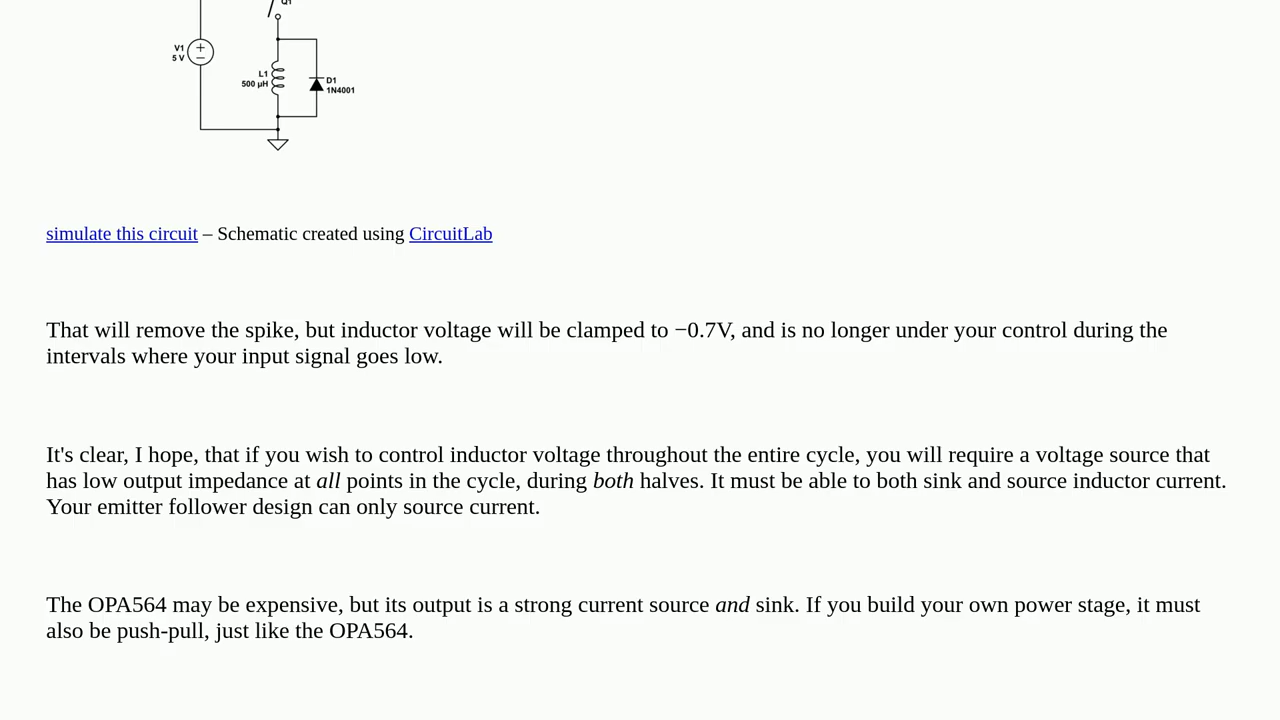 Q1
V1
5 V
L1
500 µH
D1
1N4001
simulate this circuit – Schematic created using CircuitLab
That will remove the spike, but inductor voltage will be clamped to −0.7V, and is no longer under your control during the
intervals where your input signal goes low.
It's clear, I hope, that if you wish to control inductor voltage throughout the entire cycle, you will require a voltage source that
has low output impedance at all points in the cycle, during both halves. It must be able to both sink and source inductor current.
Your emitter follower design can only source current.
The OPA564 may be expensive, but its output is a strong current source and sink. If you build your own power stage, it must
also be push-pull, just like the OPA564.